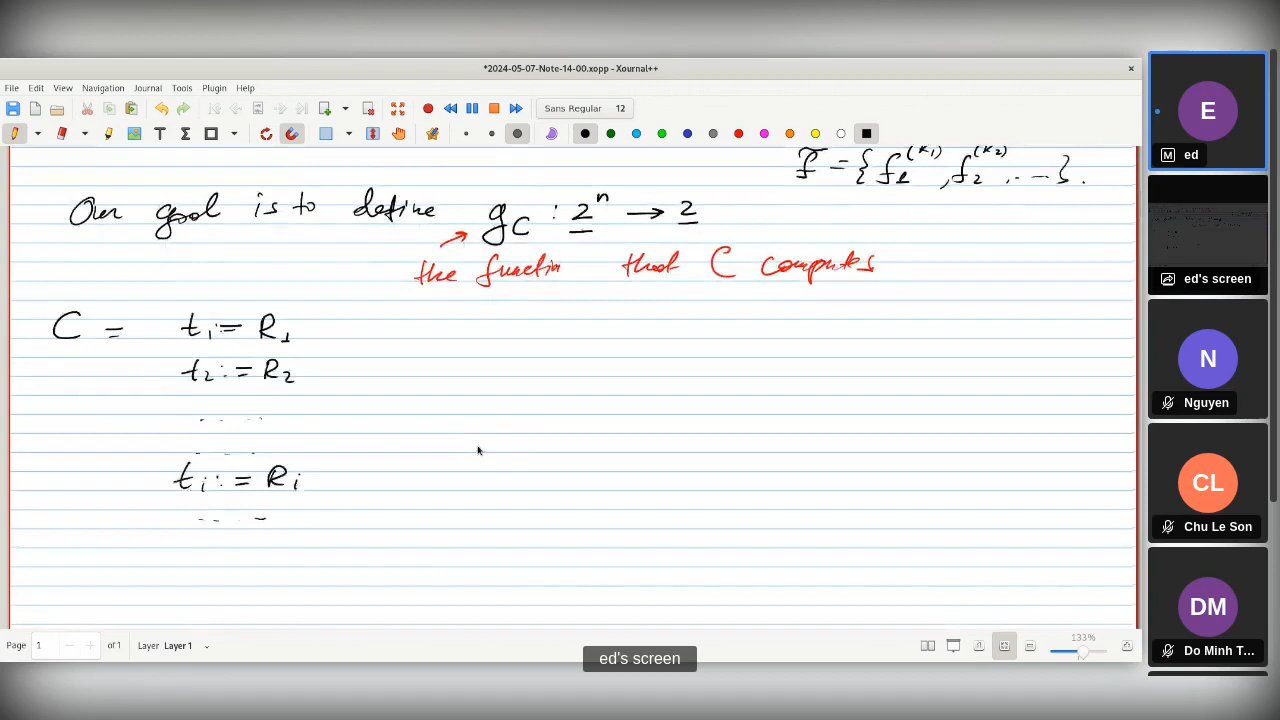 *2024-05-07-Note-14-00.xopp - Xournal++
×
File Edit View Navigation Journal Tools Plugin Help
Sans Regular 12
F = { f₁^(k₁) , f₂^(k₂) , ... } .
Our goal is to define g_C : 2^n → 2
the function that C computes
C = t₁ := R₁
t₂ := R₂
t_i := R_i
Page 1 of 1 Layer Layer 1
133%
ed's screen
E
ed
ed's screen
N
Nguyen
CL
Chu Le Son
DM
Do Minh T...